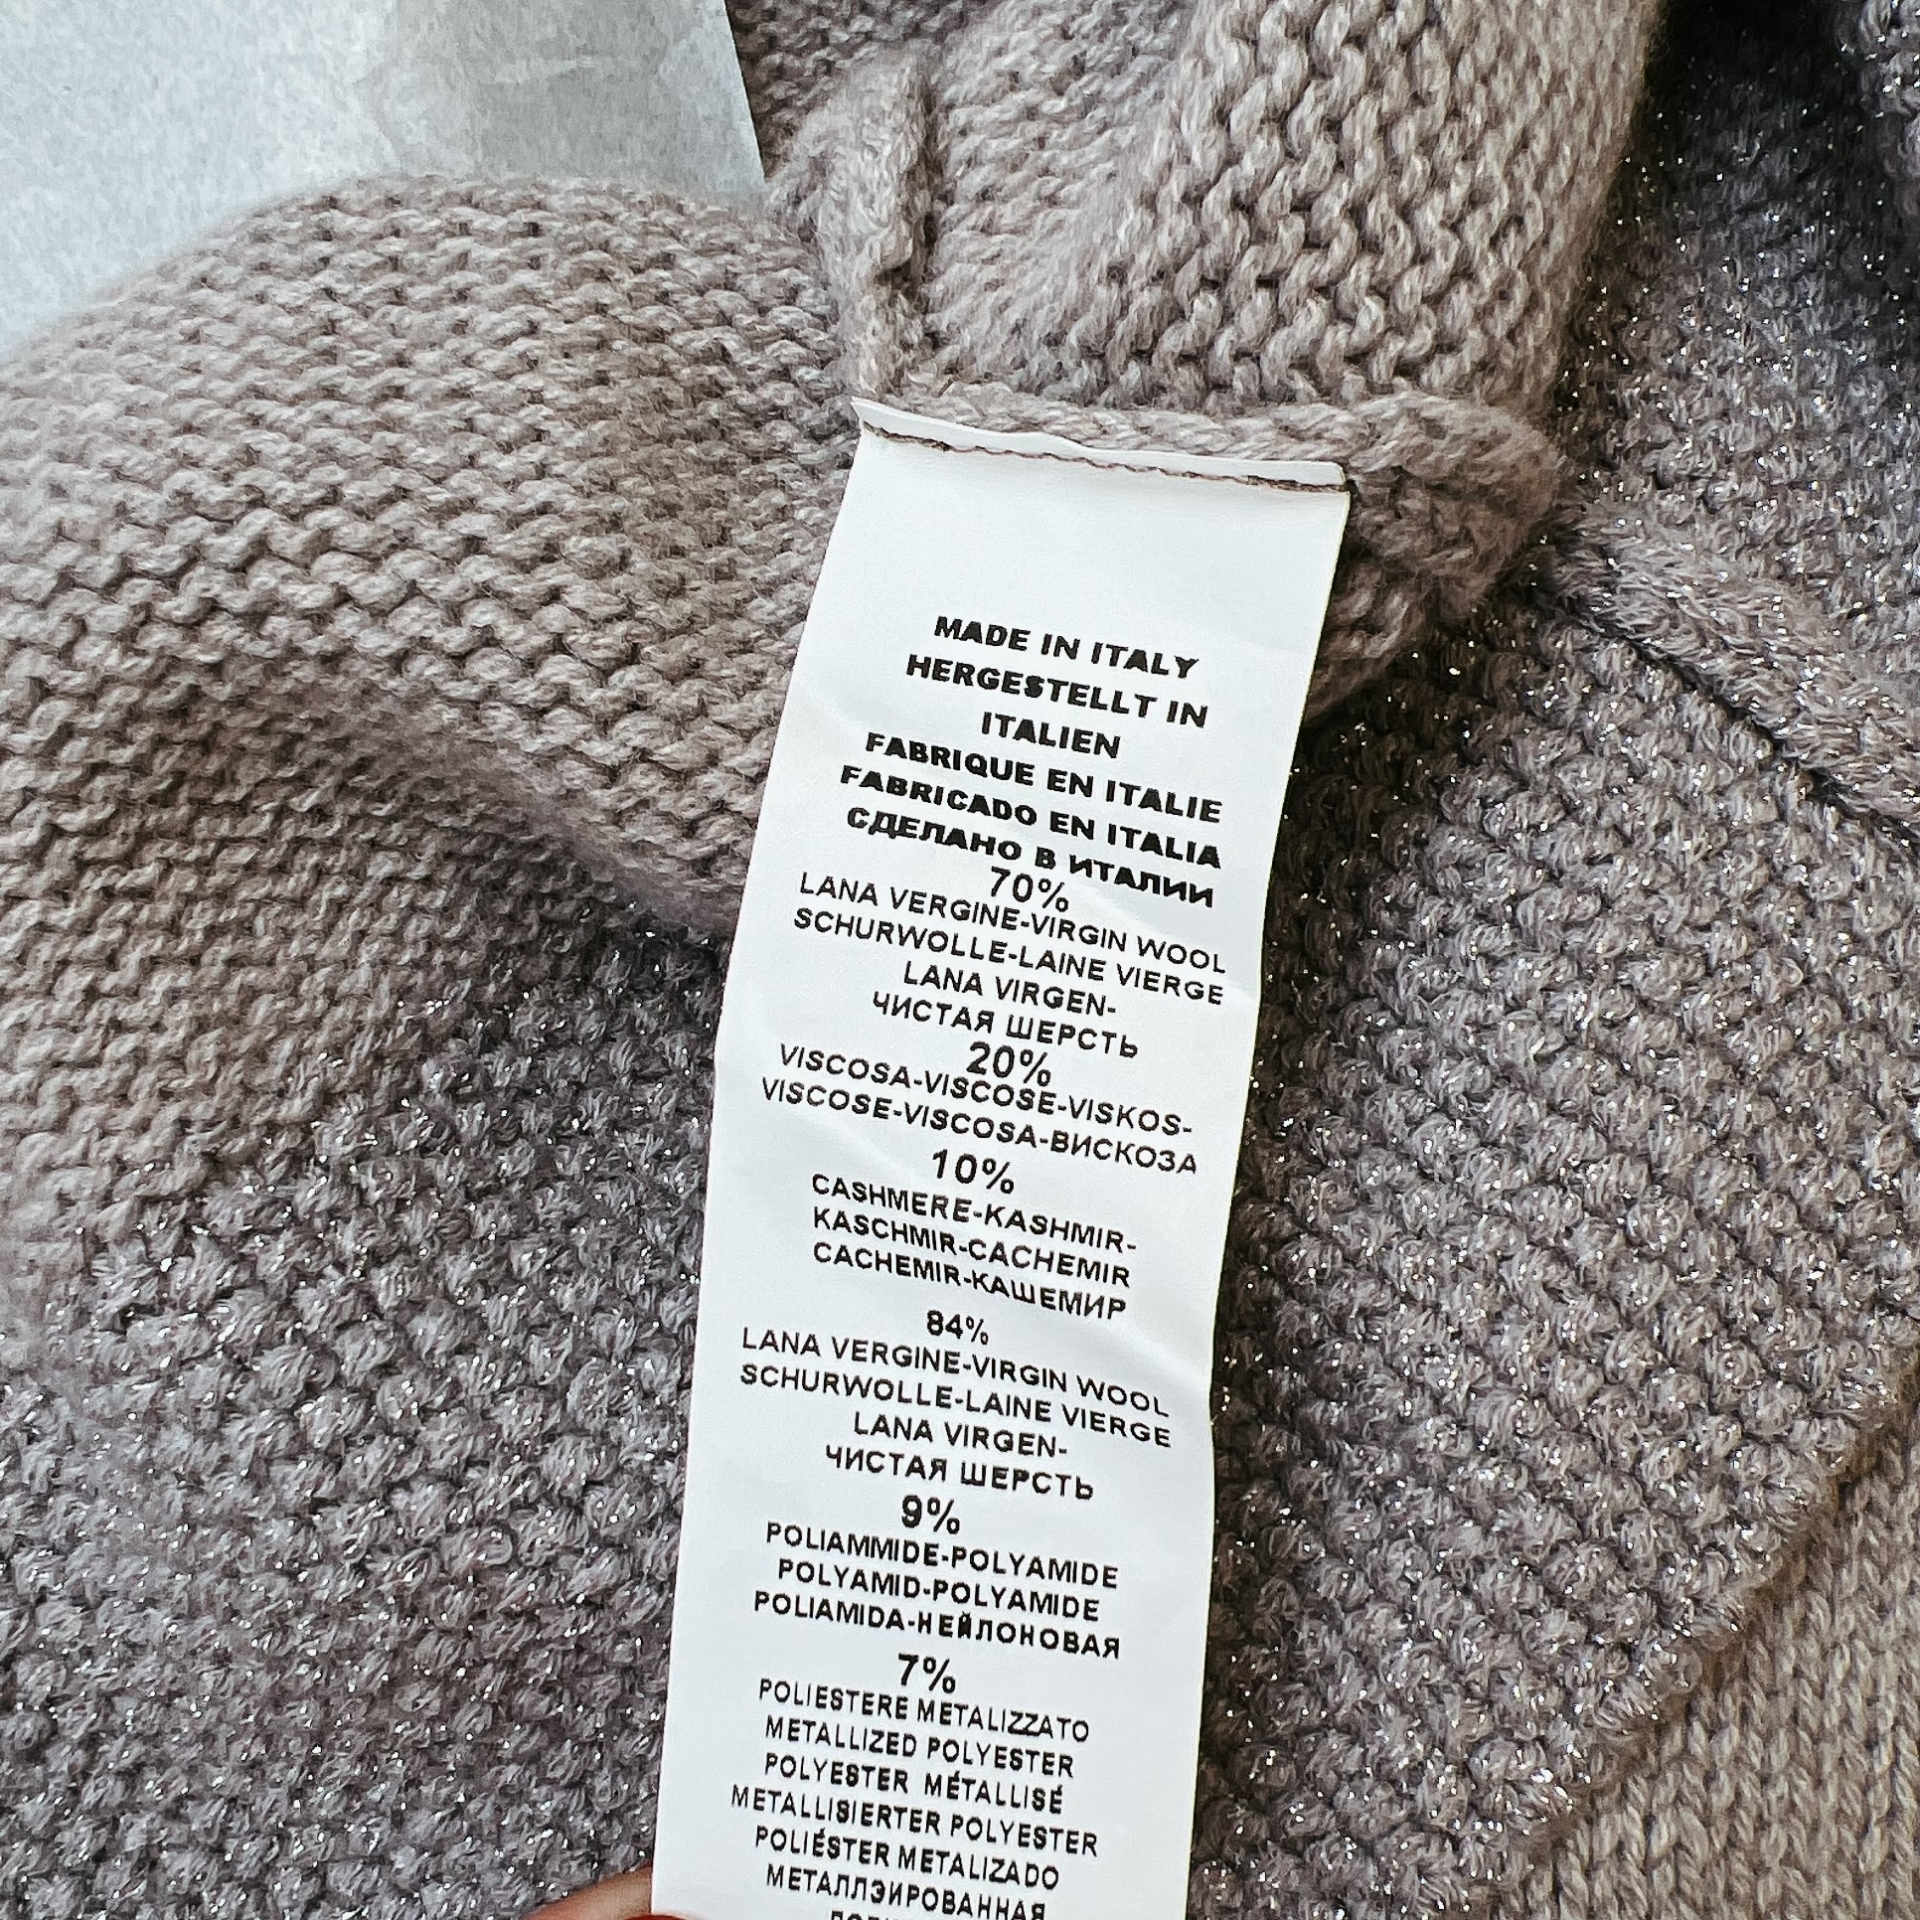 MADE IN ITALY
HERGESTELLT IN
ITALIEN
FABRIQUE EN ITALIE
FABRICADO EN ITALIA
СДЕЛАНО В ИТАЛИИ
70%
LANA VERGINE-VIRGIN WOOL
SCHURWOLLE-LAINE VIERGE
LANA VIRGEN-
ЧИСТАЯ ШЕРСТЬ
20%
VISCOSA-VISCOSE-VISKOS-
VISCOSE-VISCOSA-ВИСКОЗА
10%
CASHMERE-KASHMIR-
KASCHMIR-CACHEMIR
CACHEMIR-КАШЕМИР
84%
LANA VERGINE-VIRGIN WOOL
SCHURWOLLE-LAINE VIERGE
LANA VIRGEN-
ЧИСТАЯ ШЕРСТЬ
9%
POLIAMMIDE-POLYAMIDE
POLYAMID-POLYAMIDE
POLIAMIDA-НЕЙЛОНОВАЯ
7%
POLIESTERE METALIZZATO
METALLIZED POLYESTER
POLYESTER MÉTALLISÉ
METALLISIERTER POLYESTER
POLIÉSTER METALIZADO
МЕТАЛЛЭИРОВАННАЯ